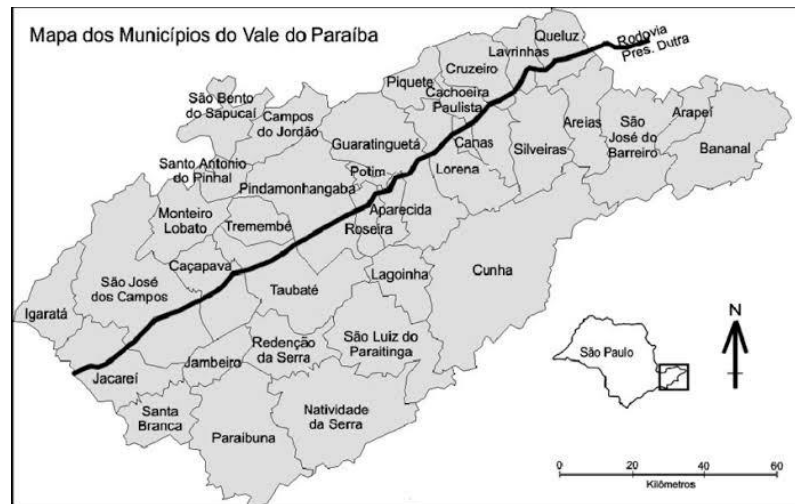 Mapa dos Municípios do Vale do Paraíba
Queluz
Rodovia
Pres. Dutra
Lavrinhas
Cruzeiro
Piquete
Cachoeira
Paulista
São Bento
do Sapucaí
Campos
do Jordão
Guaratinguetá
Canas
Areias
São
José do
Barreiro
Arapeí
Bananal
Silveiras
Lorena
Santo Antonio
do Pinhal
Potim
Pindamonhangaba
Aparecida
Monteiro
Lobato
Tremembé
Roseira
Caçapava
São José
dos Campos
Taubaté
Lagoinha
Cunha
Igaratá
Redenção
da Serra
São Luiz do
Paraitinga
Jambeiro
Jacareí
Santa
Branca
Paraibuna
Natividade
da Serra
N
São Paulo
0 20 40 60
Kilômetros